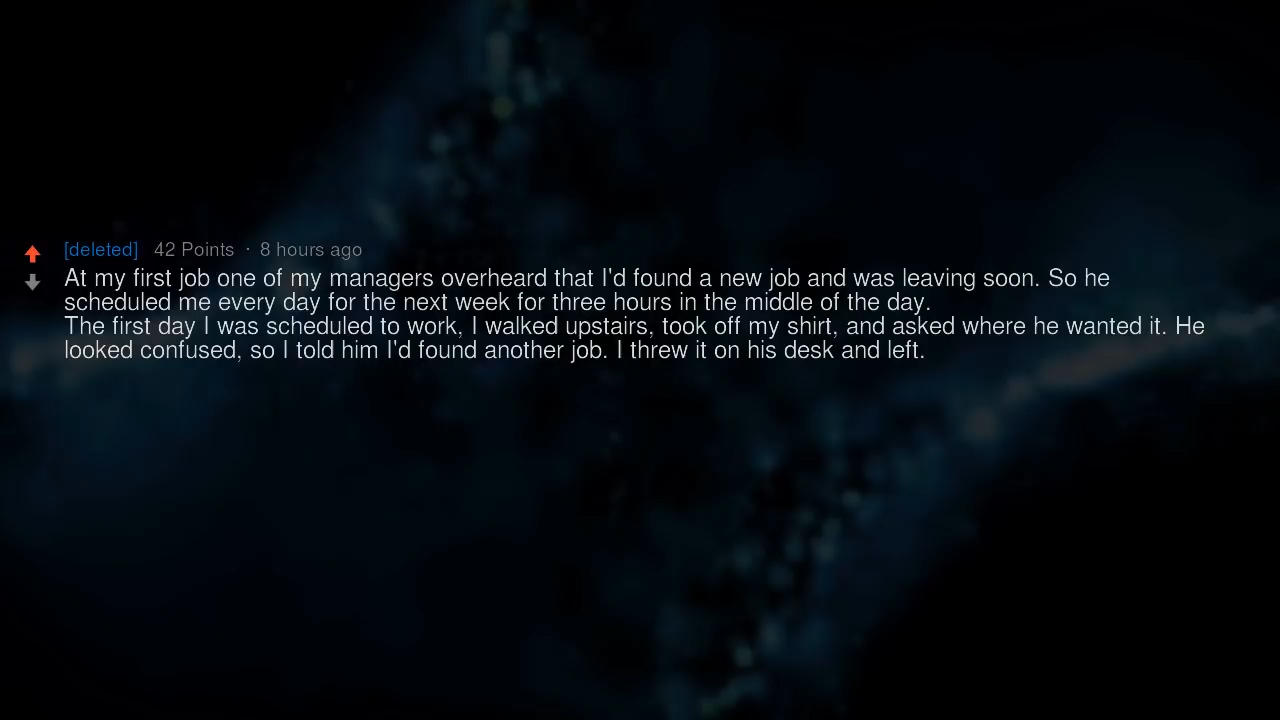 [deleted] 42 Points · 8 hours ago
At my first job one of my managers overheard that I'd found a new job and was leaving soon. So he
scheduled me every day for the next week for three hours in the middle of the day.
The first day I was scheduled to work, I walked upstairs, took off my shirt, and asked where he wanted it. He
looked confused, so I told him I'd found another job. I threw it on his desk and left.